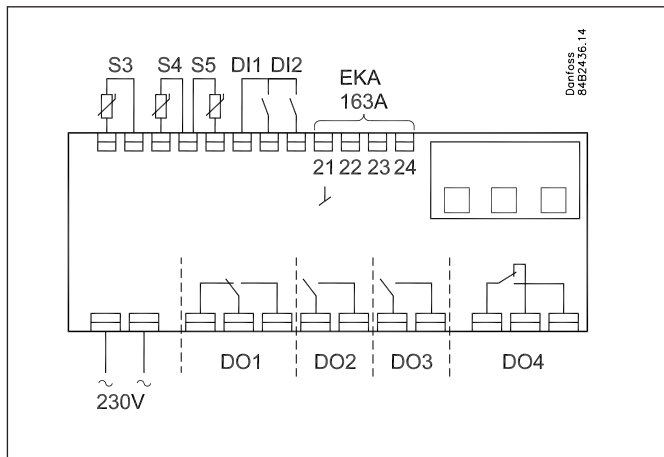 Danfoss
84B2436.14
S3 S4 S5 DI1 DI2
EKA
163A
21 22 23 24
DO1 DO2 DO3 DO4
~ ~
230V